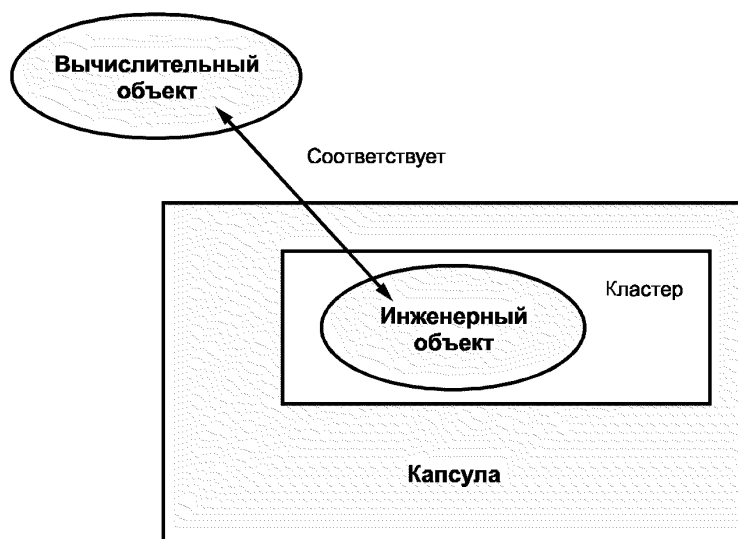 Вычислительный
объект
Соответствует
Кластер
Инженерный
объект
Капсула